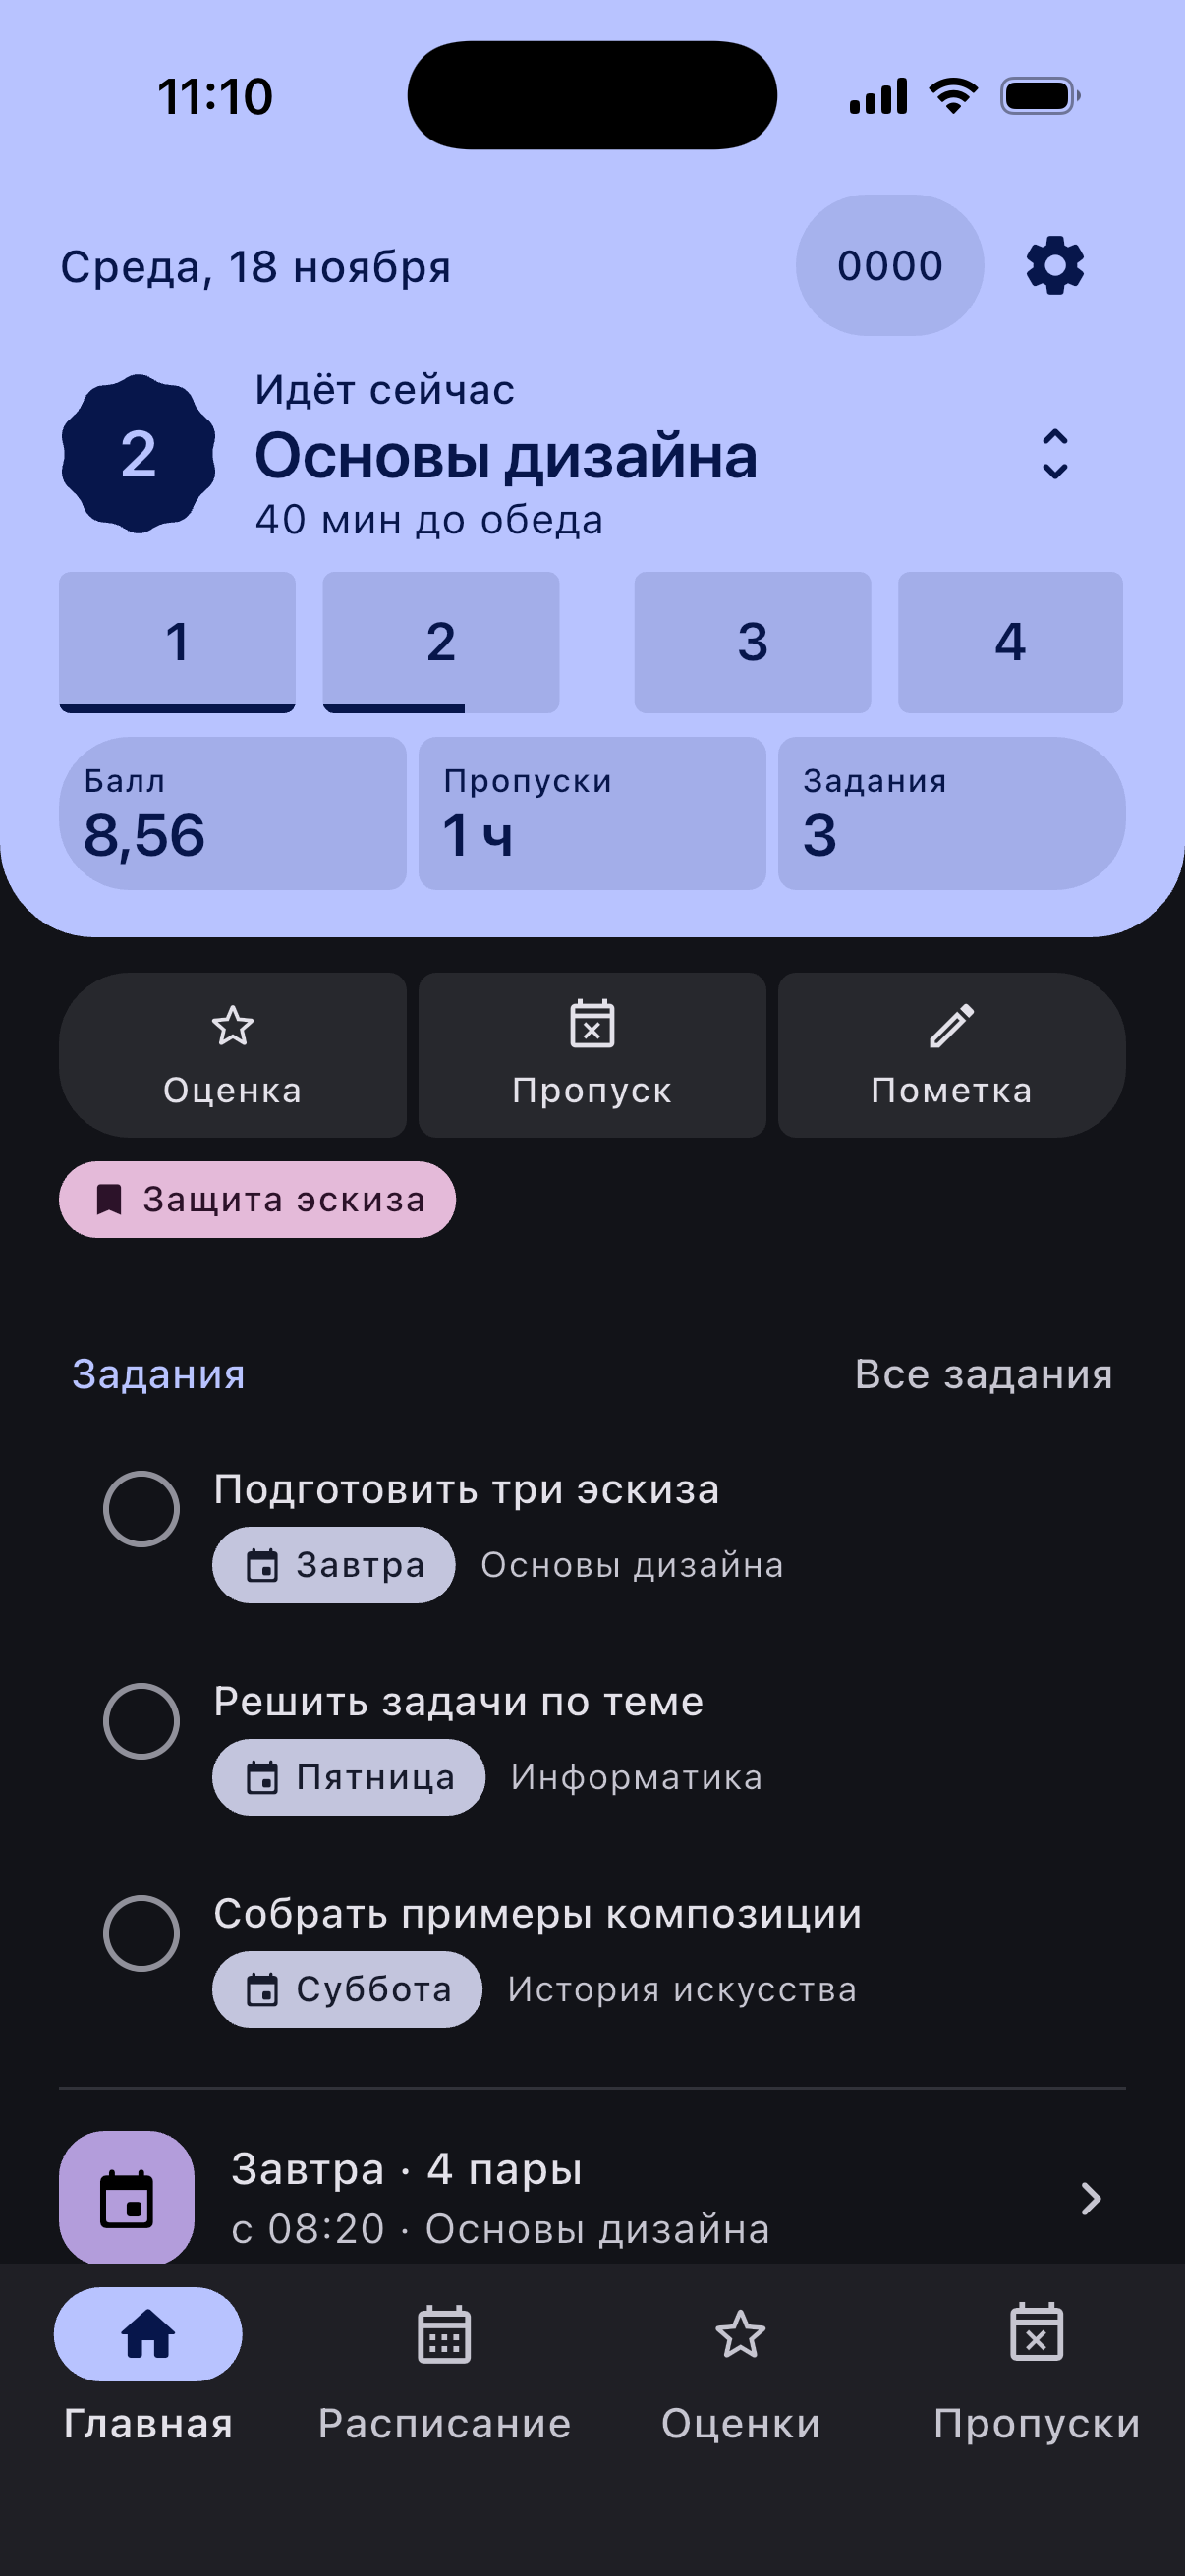 11:10
Среда, 18 ноября
0000
2
Идёт сейчас
Основы дизайна
40 мин до обеда
1
2
3
4
Балл
8,56
Пропуски
1 ч
Задания
3
Оценка
Пропуск
Пометка
Защита эскиза
Задания
Все задания
Подготовить три эскиза
Завтра
Основы дизайна
Решить задачи по теме
Пятница
Информатика
Собрать примеры композиции
Суббота
История искусства
Завтра · 4 пары
с 08:20 · Основы дизайна
Главная
Расписание
Оценки
Пропуски